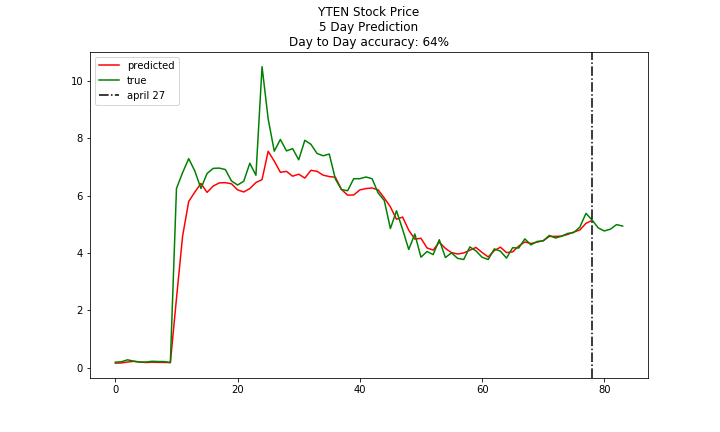 YTEN Stock Price
5 Day Prediction
Day to Day accuracy: 64%
predicted
true
april 27
10
8
6
4
2
0
0
20
40
60
80